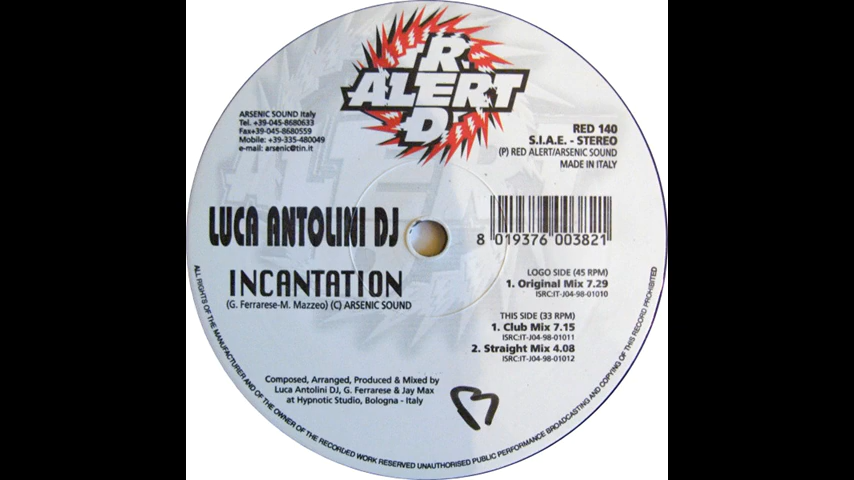 RED
ALERT
ARSENIC SOUND Italy
Tel. +39-045-8680633
Fax+39-045-8680559
Mobile: +39-335-480049
e-mail: arsenic@tin.it
RED 140
S.I.A.E. - STEREO
(P) RED ALERT/ARSENIC SOUND
MADE IN ITALY
LUCA ANTOLINI DJ
INCANTATION
(G. Ferrarese-M. Mazzeo) (C) ARSENIC SOUND
8 019376 003821
LOGO SIDE (45 RPM)
1. Original Mix 7.29
ISRC:IT-J04-98-01010
THIS SIDE (33 RPM)
1. Club Mix 7.15
ISRC:IT-J04-98-01011
2. Straight Mix 4.08
ISRC:IT-J04-98-01012
Composed, Arranged, Produced & Mixed by
Luca Antolini DJ, G. Ferrarese & Jay Max
at Hypnotic Studio, Bologna - Italy
B
ALL RIGHTS OF THE MANUFACTURER AND OF THE OWNER OF THE RECORDED WORK RESERVED UNAUTHORISED PUBLIC PERFORMANCE BROADCASTING AND COPYING OF THIS RECORD PROHIBITED